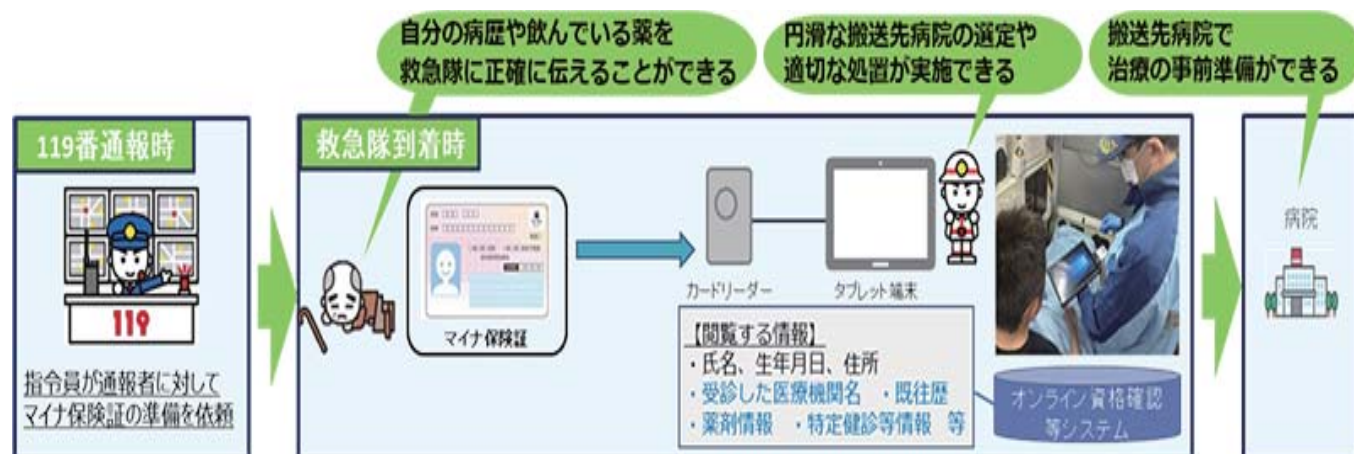 自分の病歴や飲んでいる薬を
救急隊に正確に伝えることができる
円滑な搬送先病院の選定や
適切な処置が実施できる
搬送先病院で
治療の事前準備ができる
119番通報時
119
指令員が通報者に対して
マイナ保険証の準備を依頼
救急隊到着時
マイナ保険証
カードリーダー
タブレット端末
【閲覧する情報】
・氏名、生年月日、住所
・受診した医療機関名 ・既往歴
・薬剤情報 ・特定健診等情報 等
オンライン資格確認
等システム
病院